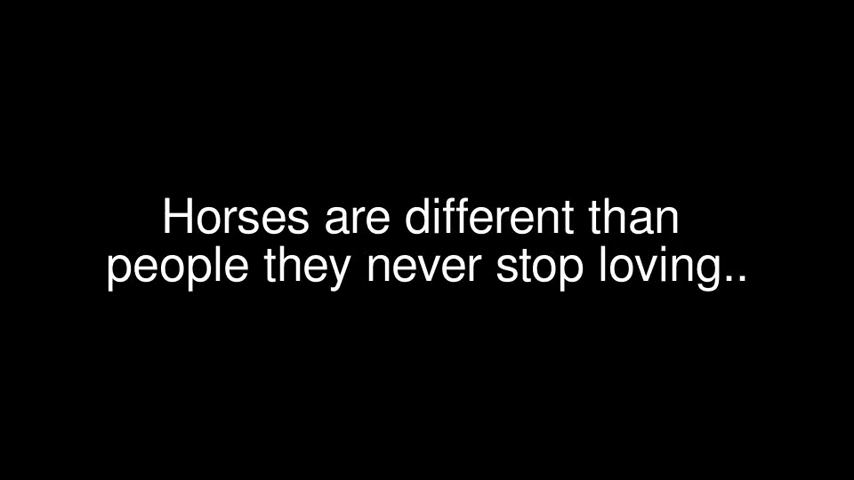 Horses are different than
people they never stop loving..